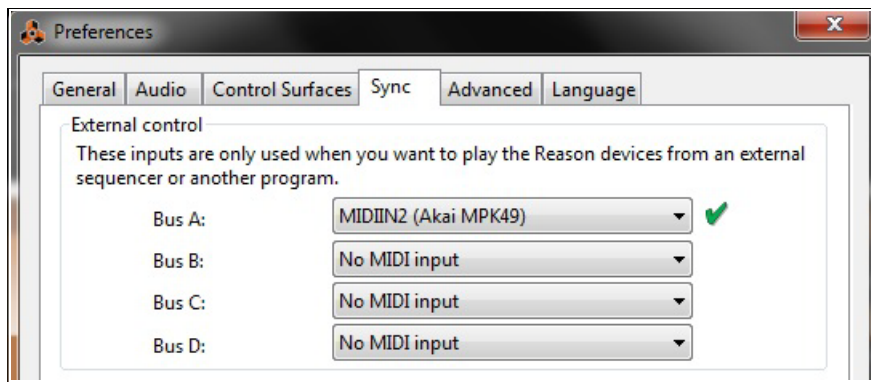 Preferences
General Audio Control Surfaces Sync Advanced Language
External control
These inputs are only used when you want to play the Reason devices from an external
sequencer or another program.
Bus A: MIDIIN2 (Akai MPK49)
Bus B: No MIDI input
Bus C: No MIDI input
Bus D: No MIDI input